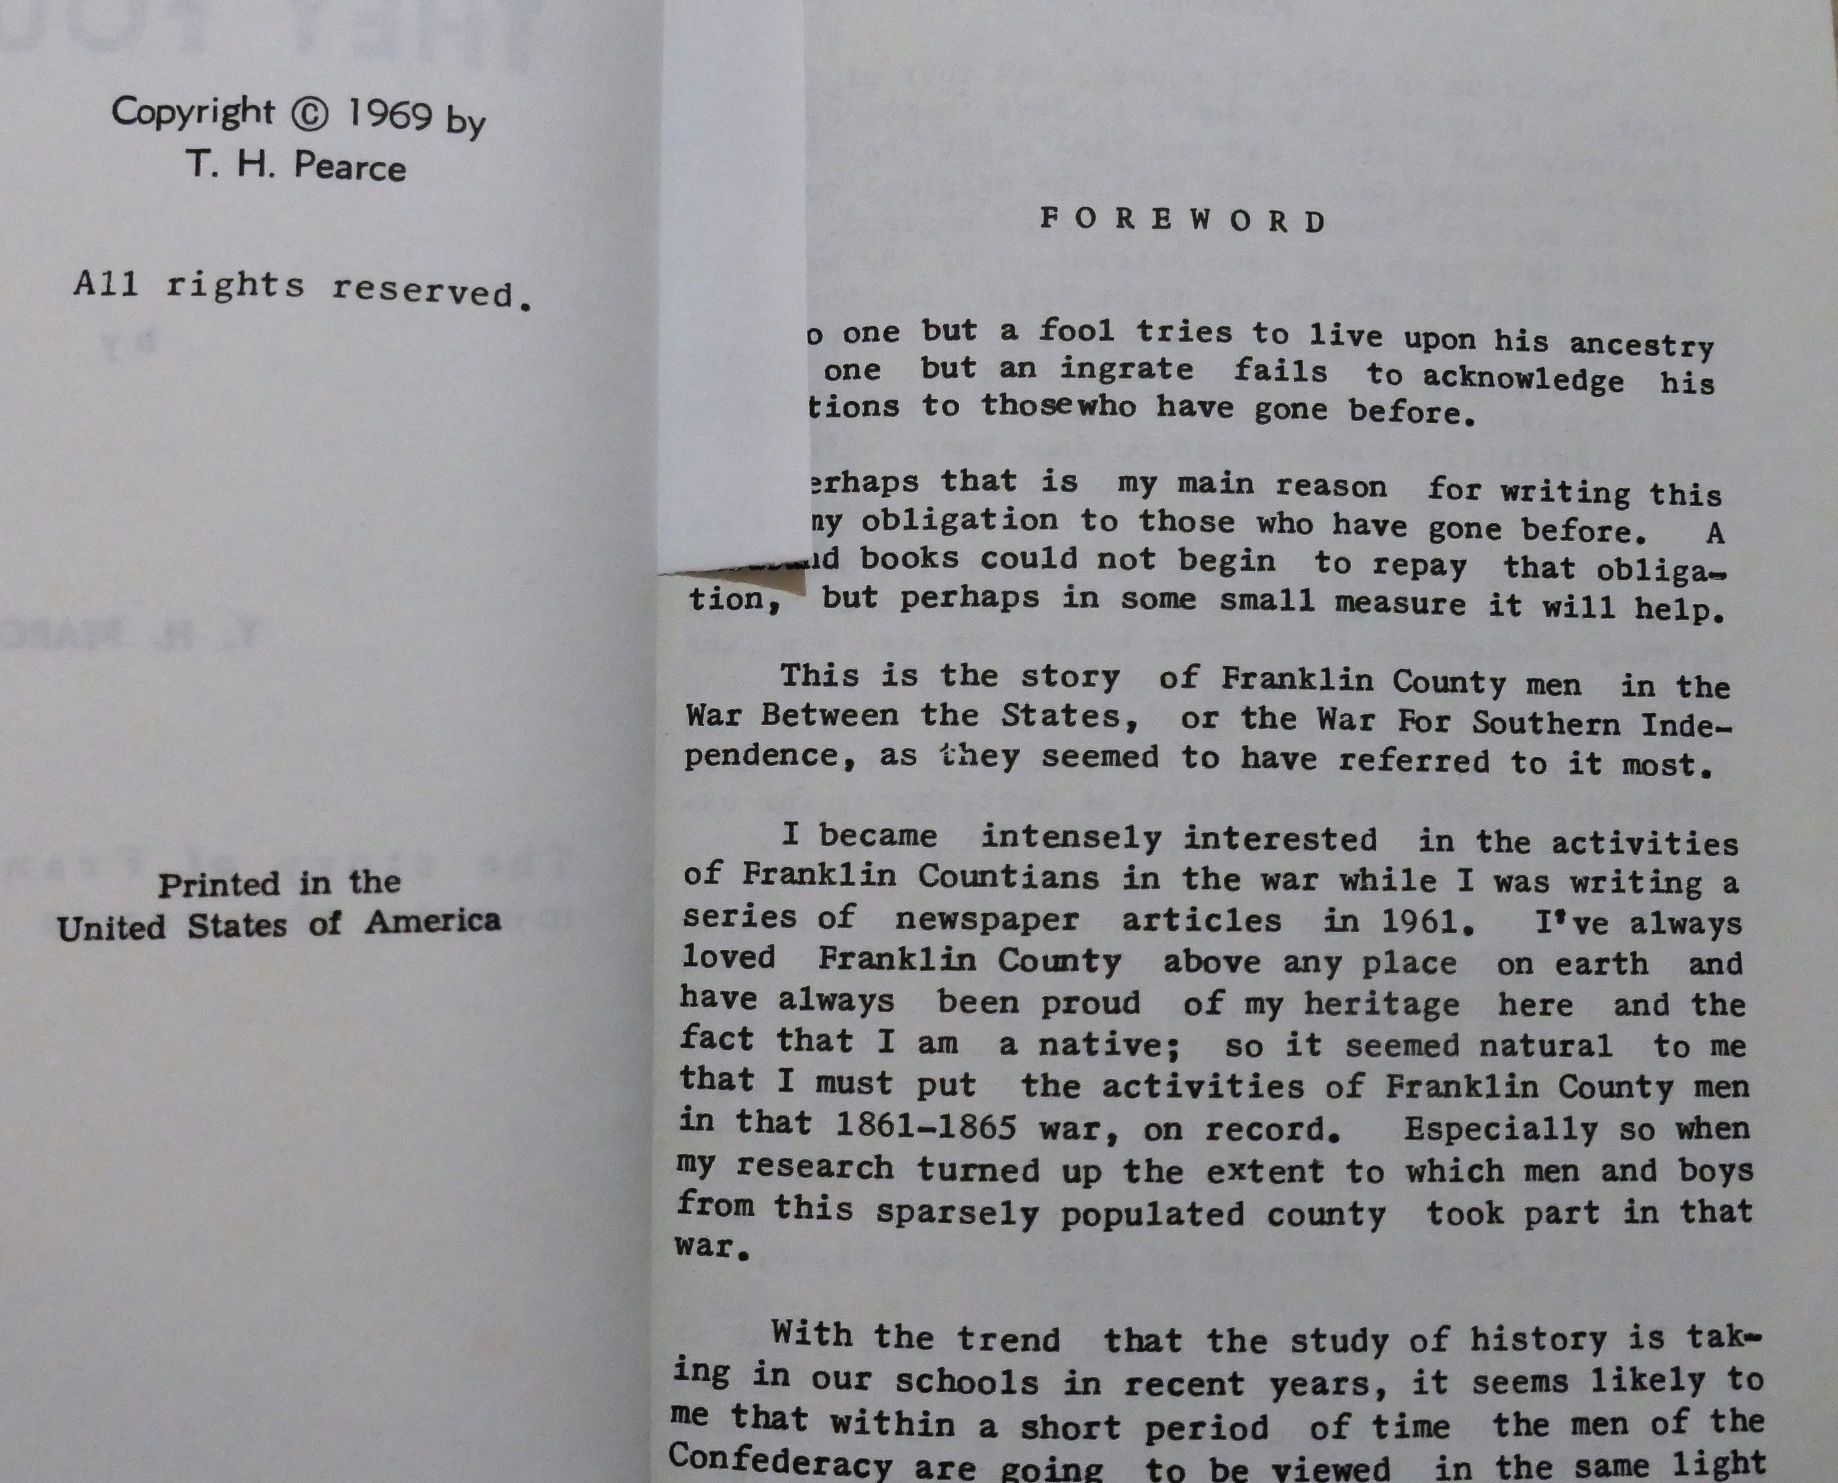 Copyright © 1969 by
T. H. Pearce
All rights reserved.
Printed in the
United States of America
FOREWORD
one but a fool tries to live upon his ancestry
one but an ingrate fails to acknowledge his
tions to thosewho have gone before.
erhaps that is my main reason for writing this
my obligation to those who have gone before. A
books could not begin to repay that obliga-
tion, but perhaps in some small measure it will help.
This is the story of Franklin County men in the
War Between the States, or the War For Southern Inde-
pendence, as they seemed to have referred to it most.
I became intensely interested in the activities
of Franklin Countians in the war while I was writing a
series of newspaper articles in 1961. I've always
loved Franklin County above any place on earth and
have always been proud of my heritage here and the
fact that I am a native; so it seemed natural to me
that I must put the activities of Franklin County men
in that 1861-1865 war, on record. Especially so when
my research turned up the extent to which men and boys
from this sparsely populated county took part in that
war.
With the trend that the study of history is tak-
ing in our schools in recent years, it seems likely to
me that within a short period of time the men of the
Confederacy are going to be viewed in the same light